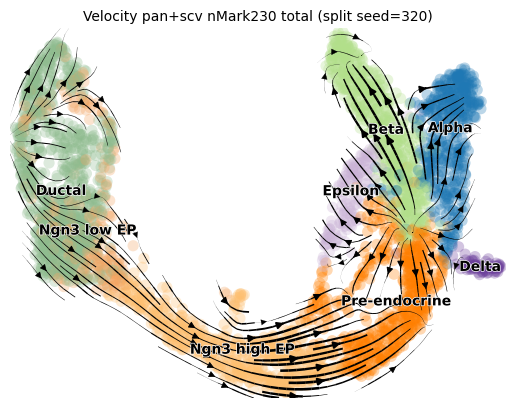 Velocity pan+scv nMark230 total (split seed=320)
Beta
Alpha
Ductal
Epsilon
Ngn3 low EP
Delta
Pre-endocrine
Ngn3 high EP